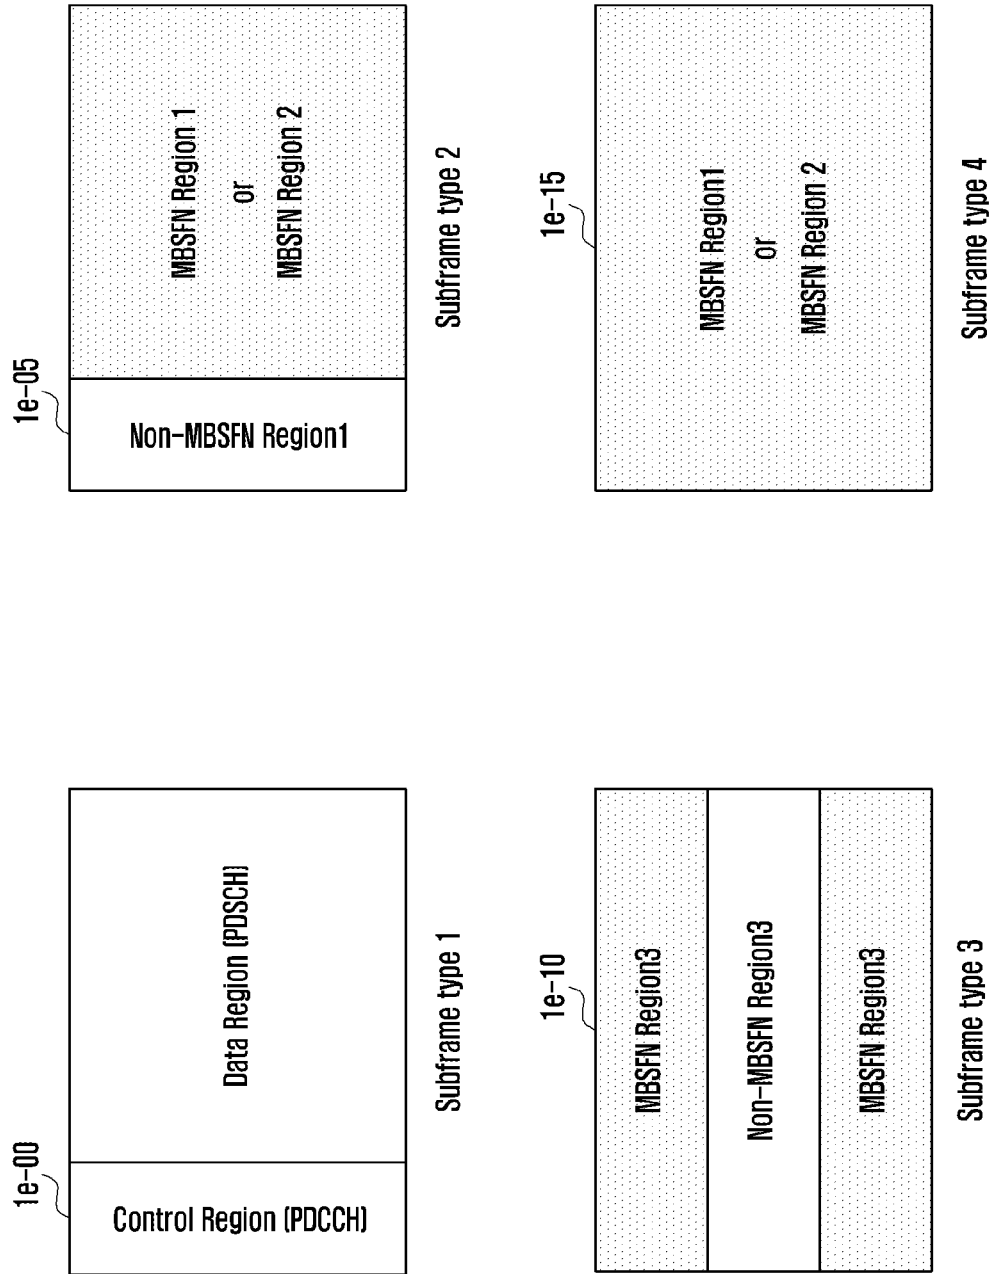 1e-00
Control Region (PDCCH)
Data Region (PDSCH)
Subframe type 1
1e-05
Non-MBSFN Region1
MBSFN Region 1
or
MBSFN Region 2
Subframe type 2
1e-10
MBSFN Region3
Non-MBSFN Region3
MBSFN Region3
Subframe type 3
1e-15
MBSFN Region1
or
MBSFN Region 2
Subframe type 4